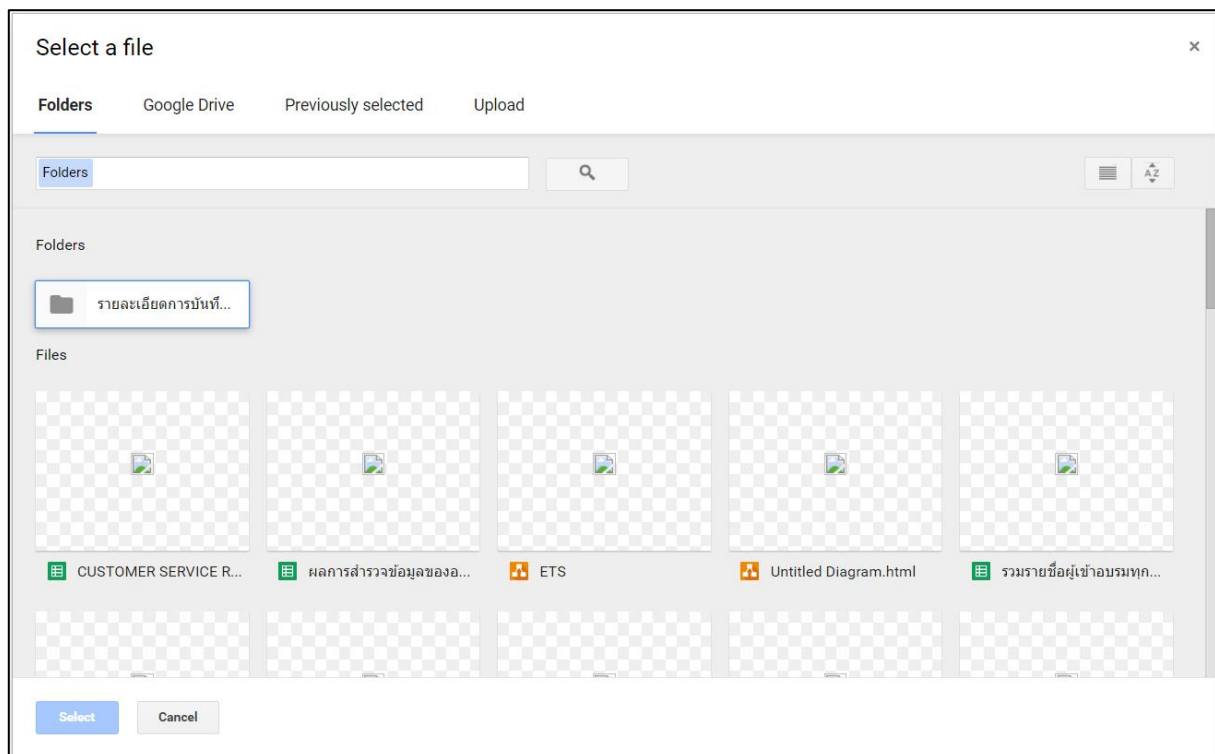 Select a file
×
Folders Google Drive Previously selected Upload
Folders
AZ
Folders
รายละเอียดการบันทึ...
Files
CUSTOMER SERVICE R... ผลการสำรวจข้อมูลของอ... ETS Untitled Diagram.html รวมรายชื่อผู้เข้าอบรมทุก...
Select Cancel